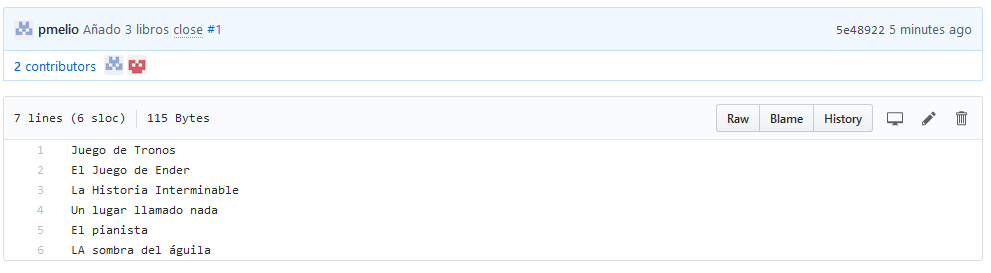 pmelio Añado 3 libros close #1 5e48922 5 minutes ago
2 contributors
7 lines (6 sloc) 115 Bytes Raw Blame History
1 Juego de Tronos
2 El Juego de Ender
3 La Historia Interminable
4 Un lugar llamado nada
5 El pianista
6 LA sombra del águila